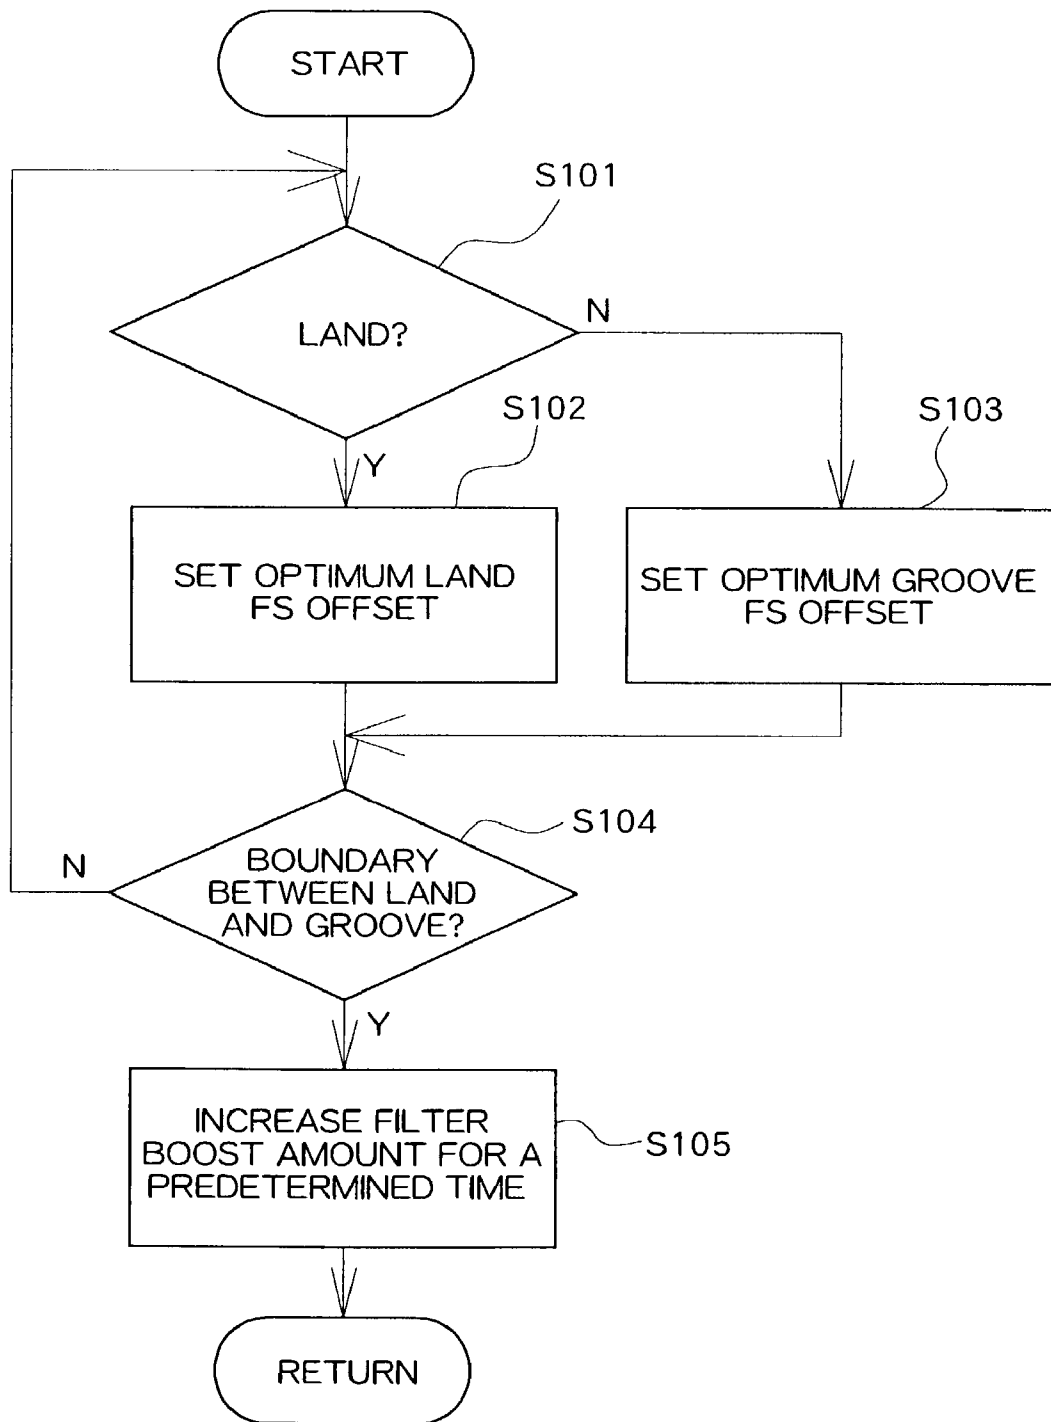 START
S101
LAND?
N
Y
S102
S103
SET OPTIMUM LAND
FS OFFSET
SET OPTIMUM GROOVE
FS OFFSET
S104
N
BOUNDARY
BETWEEN LAND
AND GROOVE?
Y
INCREASE FILTER
BOOST AMOUNT FOR A
PREDETERMINED TIME
S105
RETURN